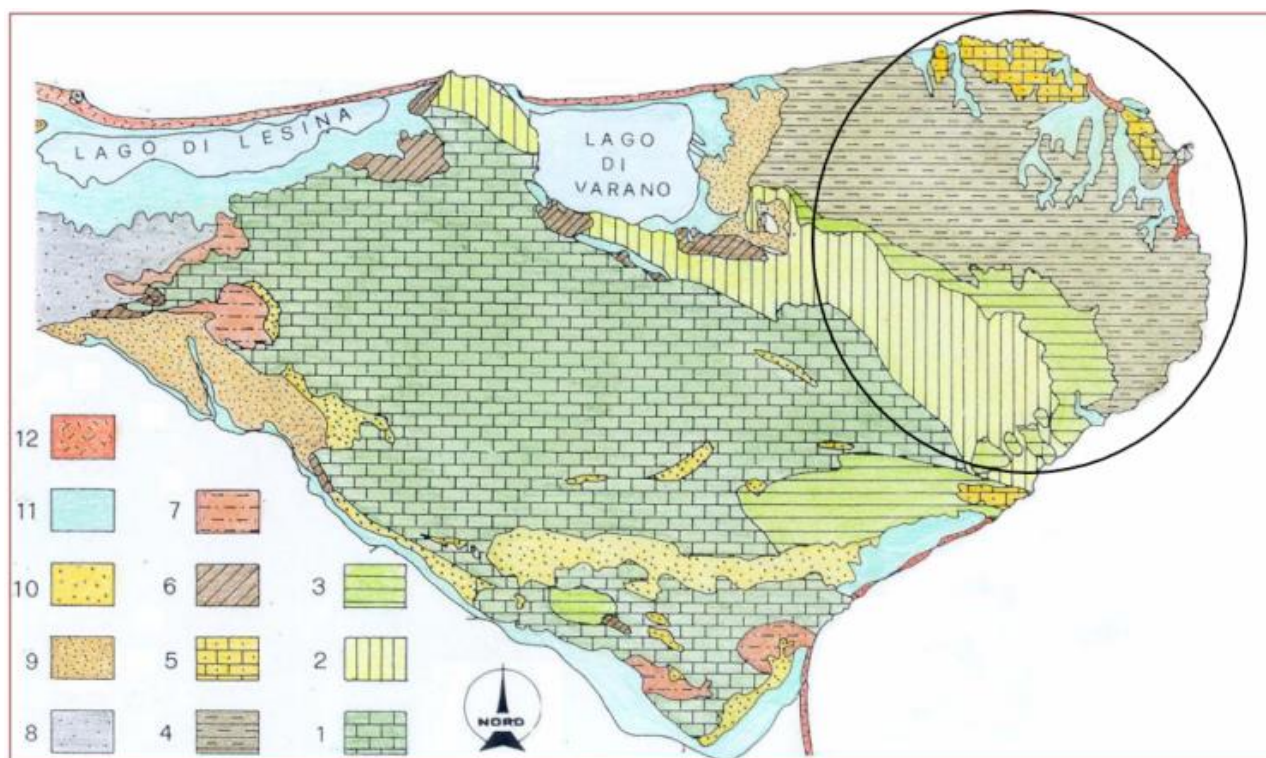 LAGO DI LESINA
LAGO
DI
VARANO
12
11 7
10 6 3
9 5 2
8 4 1
NORD